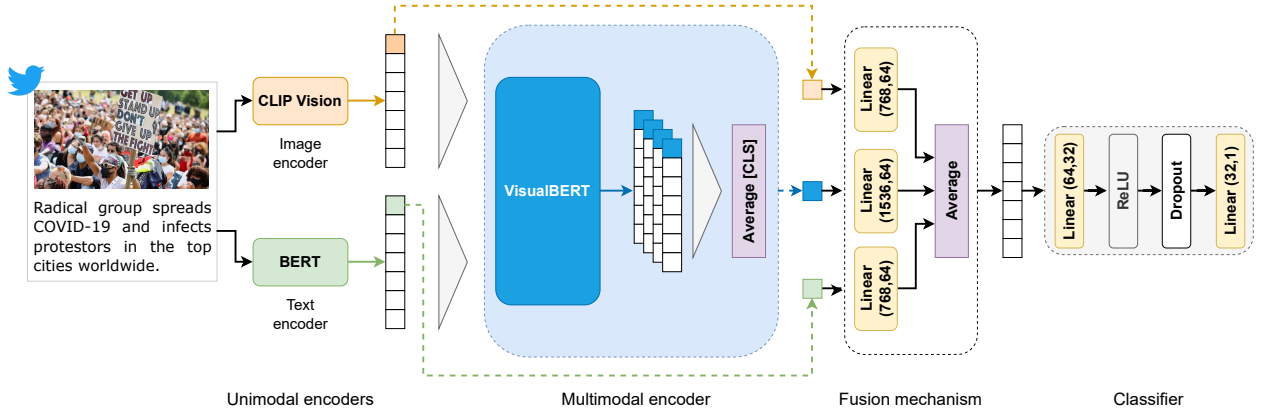 GET UP
STAND UP
DON'T
GIVE UP
THE FIGHT
Radical group spreads
COVID-19 and infects
protestors in the top
cities worldwide.
CLIP Vision
Image
encoder
BERT
Text
encoder
Unimodal encoders
VisualBERT
Average [CLS]
Multimodal encoder
Linear
(768,64)
Linear
(1536,64)
Linear
(768,64)
Average
Fusion mechanism
Linear (64,32)
ReLU
Dropout
Linear (32,1)
Classifier